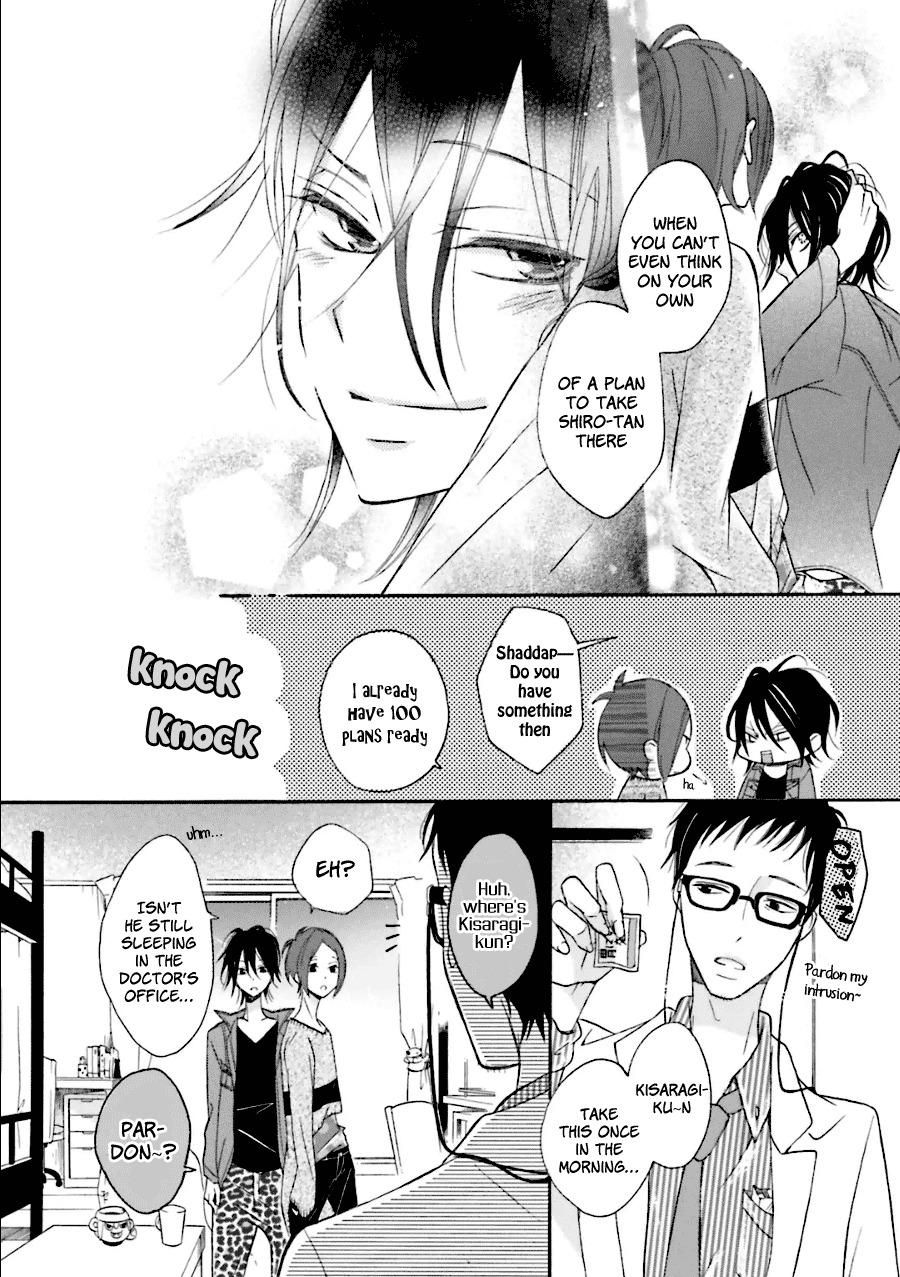 WHEN
YOU CAN'T
EVEN THINK
ON YOUR
OWN
OF A PLAN
TO TAKE
SHIRO-TAN
THERE
Shaddap—
Do you
have
something
then
ha
I already
have 100
plans ready
Knock
Knock
OPEN
Pardon my
intrusion~
KISARAGI-
KU~N
TAKE
THIS ONCE
IN THE
MORNING...
Huh,
where's
Kisaragi-
kun?
EH?
uhm...
ISN'T
HE STILL
SLEEPING
IN THE
DOCTOR'S
OFFICE...
PAR-
DON~?